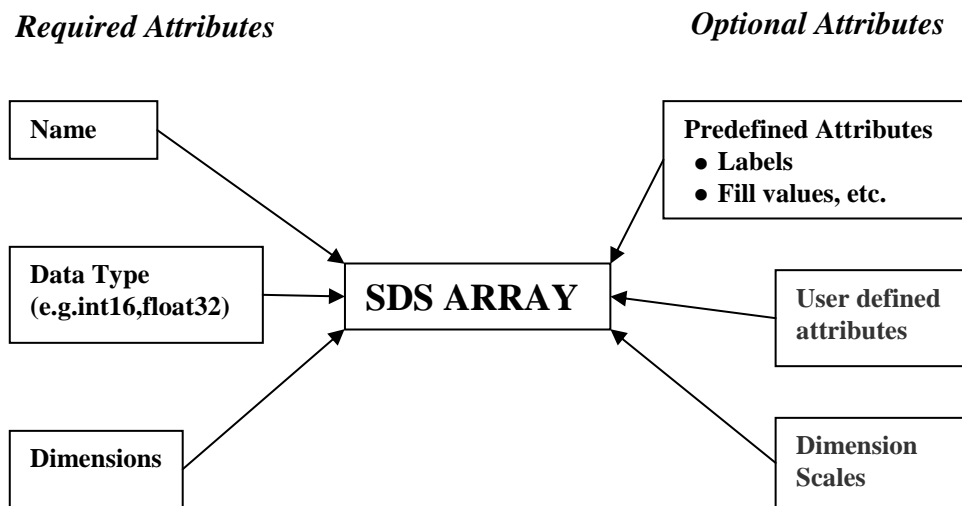 Required Attributes
Optional Attributes
Name
Predefined Attributes
● Labels
● Fill values, etc.
Data Type
(e.g.int16,float32)
SDS ARRAY
User defined
attributes
Dimensions
Dimension
Scales